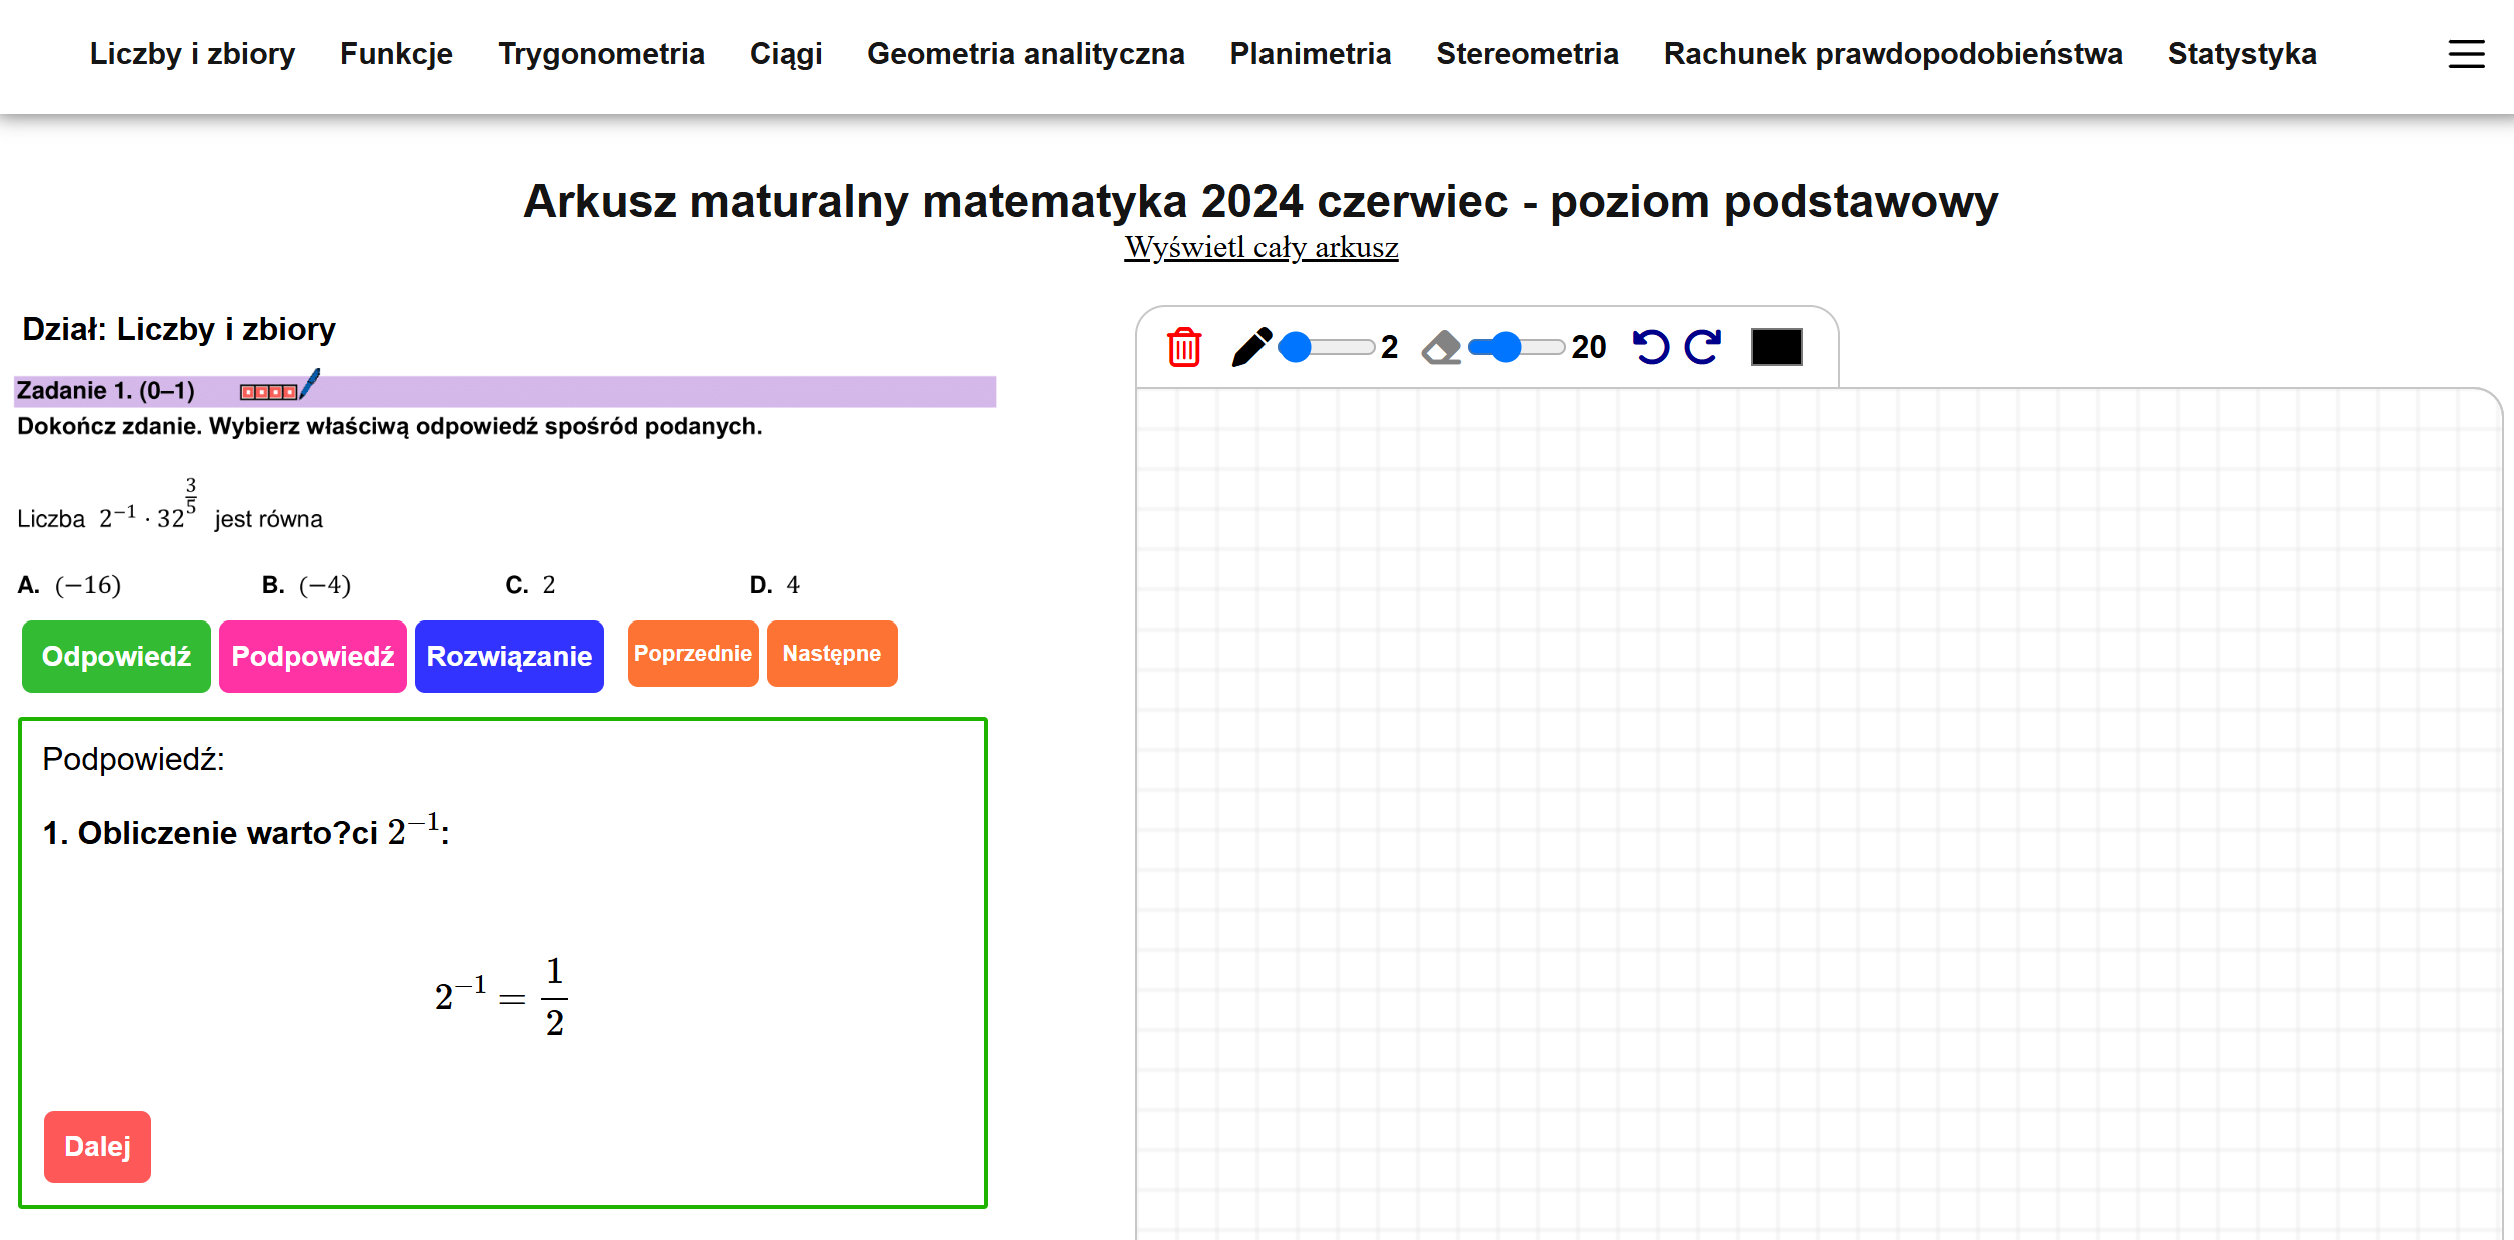 Liczby i zbiory Funkcje Trygonometria Ciągi Geometria analityczna Planimetria Stereometria Rachunek prawdopodobieństwa Statystyka
Arkusz maturalny matematyka 2024 czerwiec - poziom podstawowy
Wyświetl cały arkusz
Dział: Liczby i zbiory
Zadanie 1. (0–1)
Dokończ zdanie. Wybierz właściwą odpowiedź spośród podanych.
Liczba 2⁻¹ · 32^(3/5) jest równa
A. (−16) B. (−4) C. 2 D. 4
Odpowiedź Podpowiedź Rozwiązanie Poprzednie Następne
Podpowiedź:
1. Obliczenie warto?ci 2⁻¹:
2⁻¹ = 1/2
Dalej
2 20